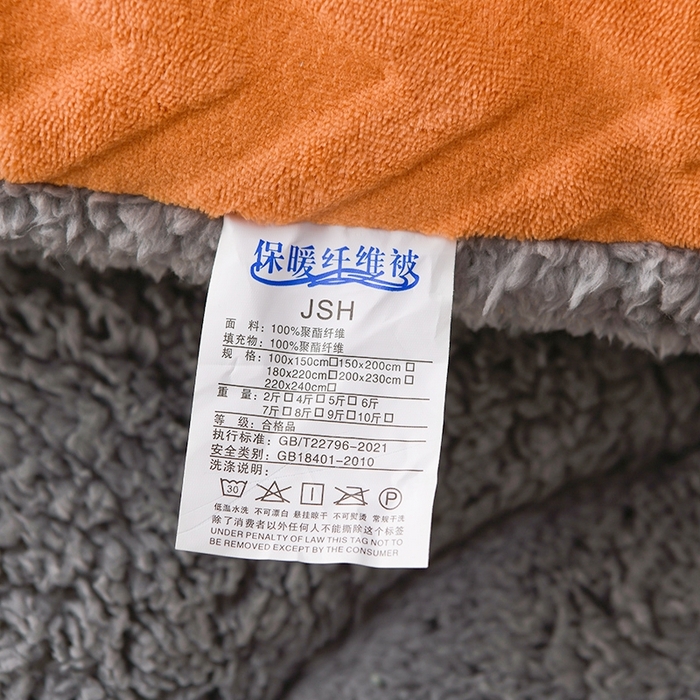 保暖纤维被
JSH
面 料：100%聚酯纤维
填充物：100%聚酯纤维
规 格：100x150cm□150x200cm□
180x220cm□200x230cm□
220x240cm□
重 量：2斤□4斤□5斤□6斤
7斤□8斤□9斤□10斤□
等 级：合格品
执行标准：GB/T22796-2021
安全类别：GB18401-2010
洗涤说明：
30 P
低温水洗 不可漂白 悬挂晾干 不可熨烫 常规干洗
除了消费者以外任何人不能撕除这个标签
UNDER PENALTY OF LAW THIS TAG NOT TO
BE REMOVED EXCEPT BY THE CONSUMER